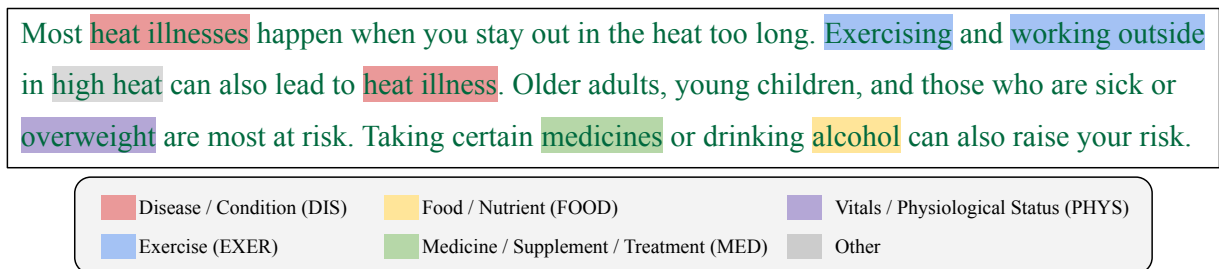 Most heat illnesses happen when you stay out in the heat too long. Exercising and working outside
in high heat can also lead to heat illness. Older adults, young children, and those who are sick or
overweight are most at risk. Taking certain medicines or drinking alcohol can also raise your risk.
Disease / Condition (DIS) Food / Nutrient (FOOD) Vitals / Physiological Status (PHYS)
Exercise (EXER) Medicine / Supplement / Treatment (MED) Other